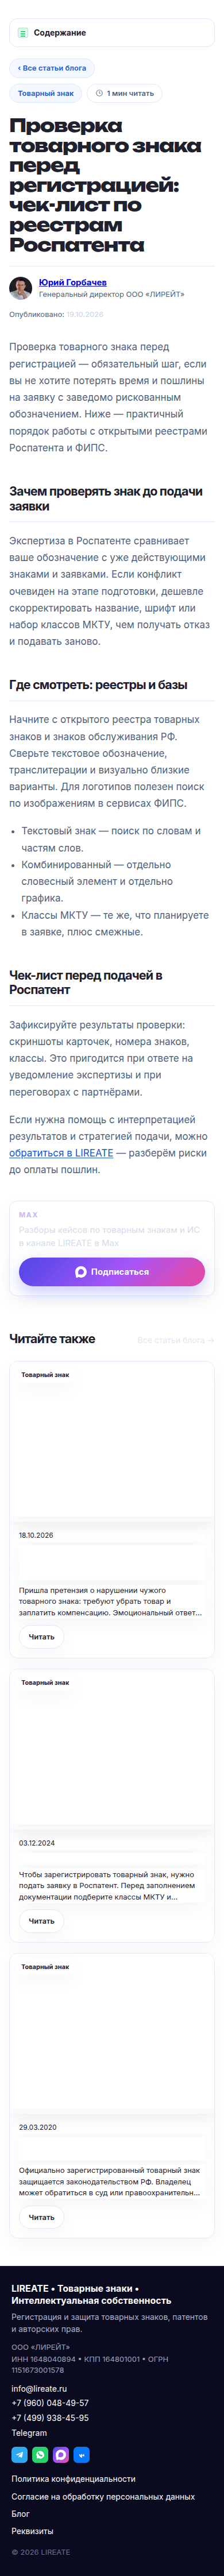 Содержание
‹ Все статьи блога
Товарный знак
1 мин читать
Проверка
товарного знака
перед
регистрацией:
чек-лист по
реестрам
Роспатента
Юрий Горбачев
Генеральный директор ООО «ЛИРЕЙТ»
Опубликовано: 19.10.2026
Проверка товарного знака перед
регистрацией — обязательный шаг, если
вы не хотите потерять время и пошлины
на заявку с заведомо рискованным
обозначением. Ниже — практичный
порядок работы с открытыми реестрами
Роспатента и ФИПС.
Зачем проверять знак до подачи
заявки
Экспертиза в Роспатенте сравнивает
ваше обозначение с уже действующими
знаками и заявками. Если конфликт
очевиден на этапе подготовки, дешевле
скорректировать название, шрифт или
набор классов МКТУ, чем получить отказ
и подавать заново.
Где смотреть: реестры и базы
Начните с открытого реестра товарных
знаков и знаков обслуживания РФ.
Сверьте текстовое обозначение,
транслитерации и визуально близкие
варианты. Для логотипов полезен поиск
по изображениям в сервисах ФИПС.
• Текстовый знак — поиск по словам и
частям слов.
• Комбинированный — отдельно
словесный элемент и отдельно
графика.
• Классы МКТУ — те же, что планируете
в заявке, плюс смежные.
Чек-лист перед подачей в
Роспатент
Зафиксируйте результаты проверки:
скриншоты карточек, номера знаков,
классы. Это пригодится при ответе на
уведомление экспертизы и при
переговорах с партнёрами.
Если нужна помощь с интерпретацией
результатов и стратегией подачи, можно
обратиться в LIREATE — разберём риски
до оплаты пошлин.
MAX
Разборы кейсов по товарным знакам и ИС
в канале LIREATE в Max
Подписаться
Читайте также
Все статьи блога →
Товарный знак
18.10.2026
Пришла претензия о нарушении чужого
товарного знака: требуют убрать товар и
заплатить компенсацию. Эмоциональный ответ...
Читать
Товарный знак
03.12.2024
Чтобы зарегистрировать товарный знак, нужно
подать заявку в Роспатент. Перед заполнением
документации подберите классы МКТУ и...
Читать
Товарный знак
29.03.2020
Официально зарегистрированный товарный знак
защищается законодательством РФ. Владелец
может обратиться в суд или правоохранительн...
Читать
LIREATE • Товарные знаки •
Интеллектуальная собственность
Регистрация и защита товарных знаков, патентов
и авторских прав.
ООО «ЛИРЕЙТ»
ИНН 1648040894 • КПП 164801001 • ОГРН
1151673001578
info@lireate.ru
+7 (960) 048-49-57
+7 (499) 938-45-95
Telegram
Политика конфиденциальности
Согласие на обработку персональных данных
Блог
Реквизиты
© 2026 LIREATE